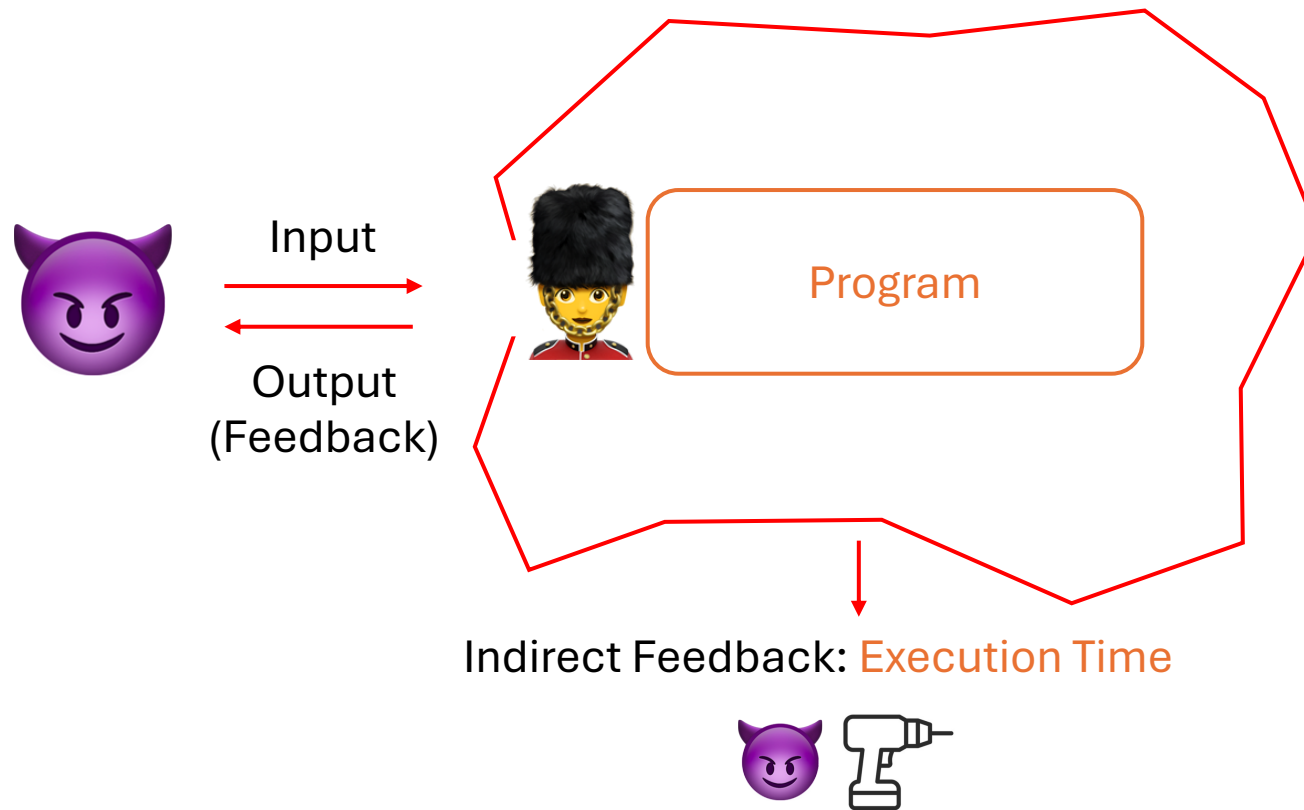 Input
Program
Output
(Feedback)
Indirect Feedback: Execution Time